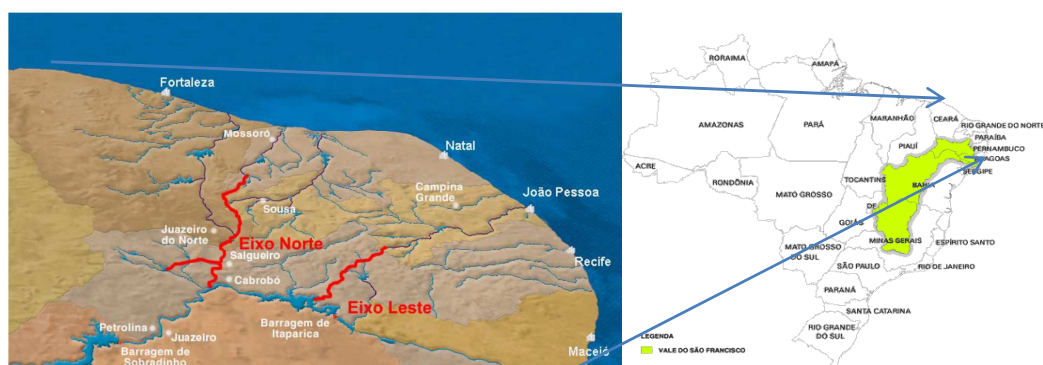 Fortaleza
Mossoró
Natal
Campina
Grande
João Pessoa
Sousa
Juazeiro
do Norte
Eixo Norte
Salgueiro
Cabrobó
Recife
Eixo Leste
Petrolina
Juazeiro
Barragem de
Itaparica
Barragem de
Sobradinho
Maceió
RORAIMA
AMAPÁ
AMAZONAS
PARÁ
MARANHÃO
CEARÁ
RIO GRANDE DO NORTE
PARAÍBA
PIAUÍ
PERNAMBUCO
AGOAS
SERGIPE
ACRE
RONDÔNIA
TOCANTINS
BAHIA
MATO GROSSO
DE
GOIÁS
MINAS GERAIS
ESPÍRITO SANTO
MATO GROSSO
DO SUL
SÃO PAULO
RIO DE JANEIRO
PARANÁ
SANTA CATARINA
RIO GRANDE
DO SUL
LEGENDA
VALE DO SÃO FRANCISCO